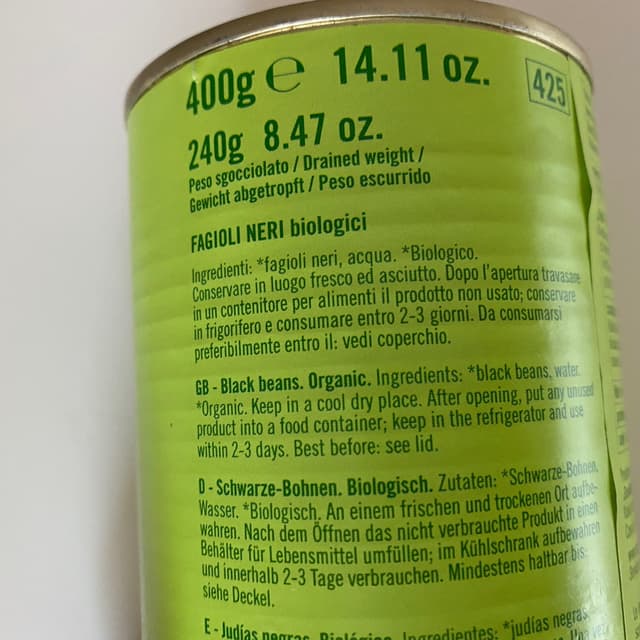 400g ℮ 14.11 oz.
425
240g 8.47 oz.
Peso sgocciolato / Drained weight /
Gewicht abgetropft / Peso escurrido
FAGIOLI NERI biologici
Ingredienti: *fagioli neri, acqua. *Biologico.
Conservare in luogo fresco ed asciutto. Dopo l'apertura travasare
in un contenitore per alimenti il prodotto non usato; conservare
in frigorifero e consumare entro 2-3 giorni. Da consumarsi
preferibilmente entro il: vedi coperchio.
GB - Black beans. Organic. Ingredients: *black beans, water.
*Organic. Keep in a cool dry place. After opening, put any unused
product into a food container; keep in the refrigerator and use
within 2-3 days. Best before: see lid.
D - Schwarze-Bohnen. Biologisch. Zutaten: *Schwarze-Bohnen,
Wasser. *Biologisch. An einem frischen und trockenen Ort aufbe-
wahren. Nach dem Öffnen das nicht verbrauchte Produkt in einen
Behälter für Lebensmittel umfüllen; im Kühlschrank aufbewahren
und innerhalb 2-3 Tage verbrauchen. Mindestens haltbar bis:
siehe Deckel.
E - Judías negras. Biológico. Ingredientes: *judías negras,